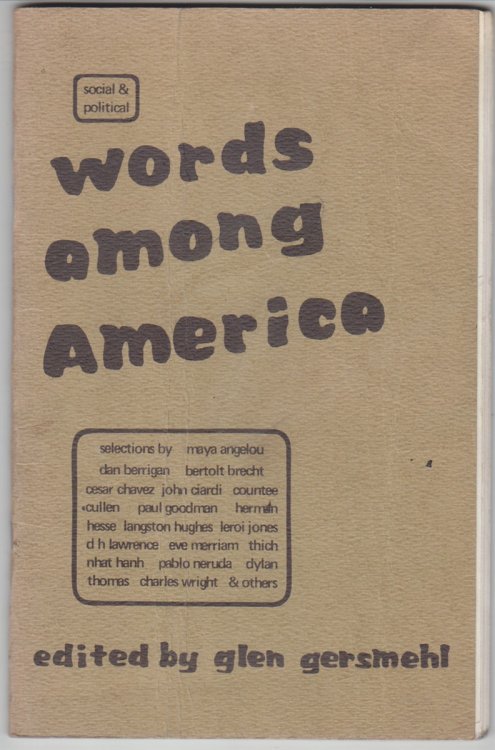 social &
political
words
among
America
selections by maya angelou
dan berrigan bertolt brecht
cesar chavez john ciardi countee
cullen paul goodman herman
hesse langston hughes leroi jones
d h lawrence eve merriam thich
nhat hanh pablo neruda dylan
thomas charles wright & others
edited by glen gersmehl